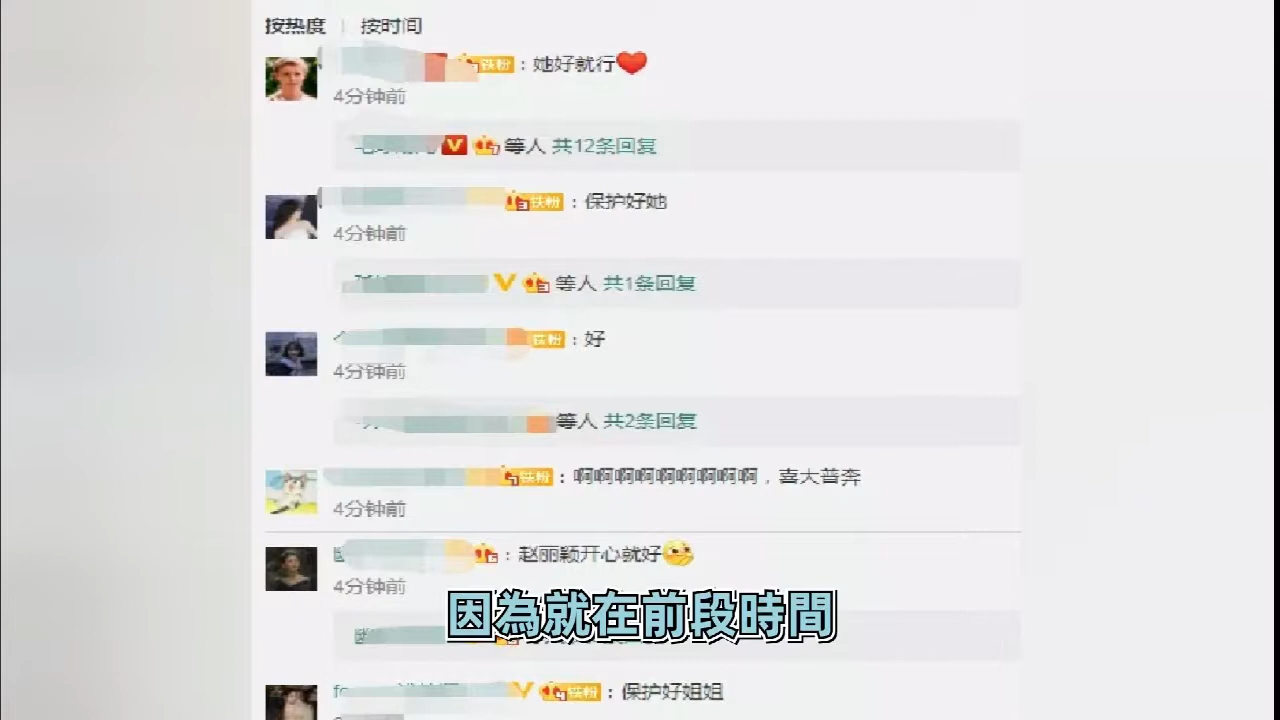 按热度 | 按时间
铁粉：她好就行
4分钟前
等人 共12条回复
铁粉：保护好她
4分钟前
等人 共1条回复
铁粉：好
4分钟前
等人 共2条回复
铁粉：啊啊啊啊啊啊啊啊啊，喜大普奔
4分钟前
：赵丽颖开心就好
4分钟前
因為就在前段時間
铁粉：保护好姐姐